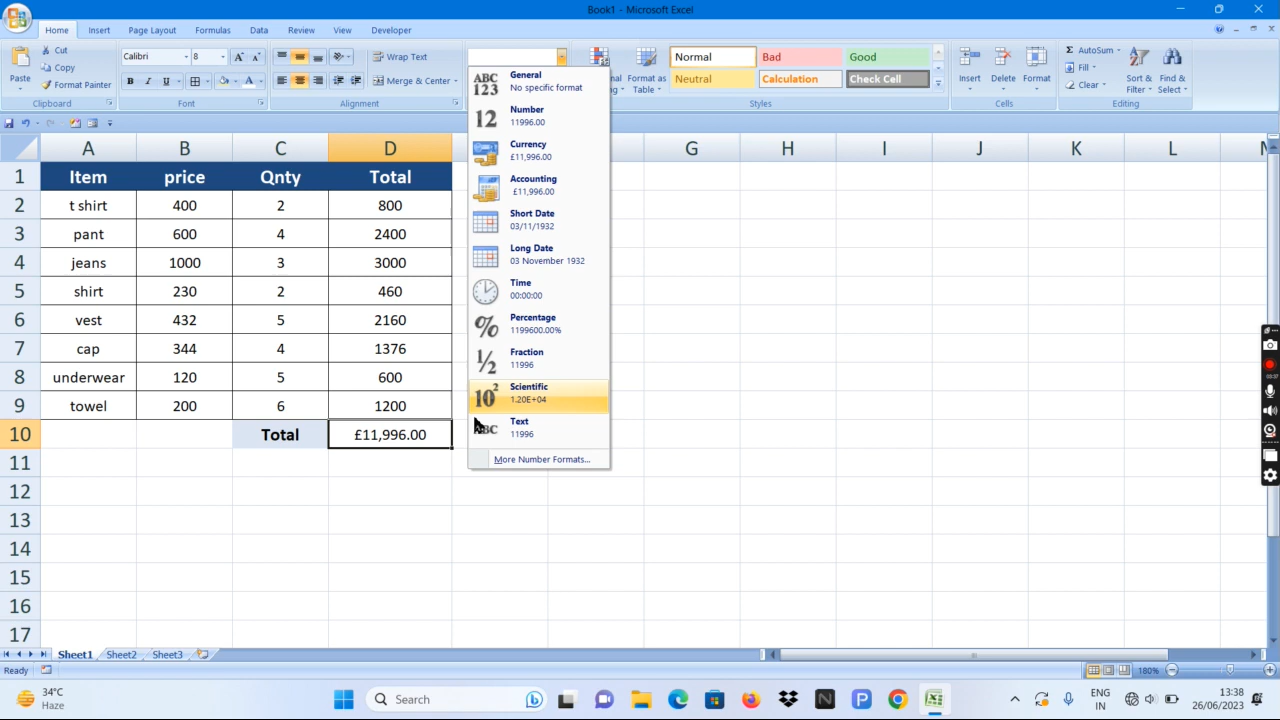 Book1 - Microsoft Excel
Home Insert Page Layout Formulas Data Review View Developer
Paste
Cut
Copy
Format Painter
Clipboard
Calibri 8
B I U
Font
Wrap Text
Merge & Center
Alignment
Format as
Table
Normal Bad Good
Neutral Calculation Check Cell
Styles
Insert Delete Format
Cells
AutoSum
Fill
Clear
Sort &
Filter
Find &
Select
Editing
General
No specific format
Number
11996.00
Currency
£11,996.00
Accounting
£11,996.00
Short Date
03/11/1932
Long Date
03 November 1932
Time
00:00:00
Percentage
1199600.00%
Fraction
11996
Scientific
1.20E+04
Text
11996
More Number Formats...
A B C D G H I J K L
1 Item price Qnty Total
2 t shirt 400 2 800
3 pant 600 4 2400
4 jeans 1000 3 3000
5 shirt 230 2 460
6 vest 432 5 2160
7 cap 344 4 1376
8 underwear 120 5 600
9 towel 200 6 1200
10 Total £11,996.00
11
12
13
14
15
16
17
Sheet1 Sheet2 Sheet3
Ready 180%
34°C
Haze
Search
ENG
IN
13:38
26/06/2023